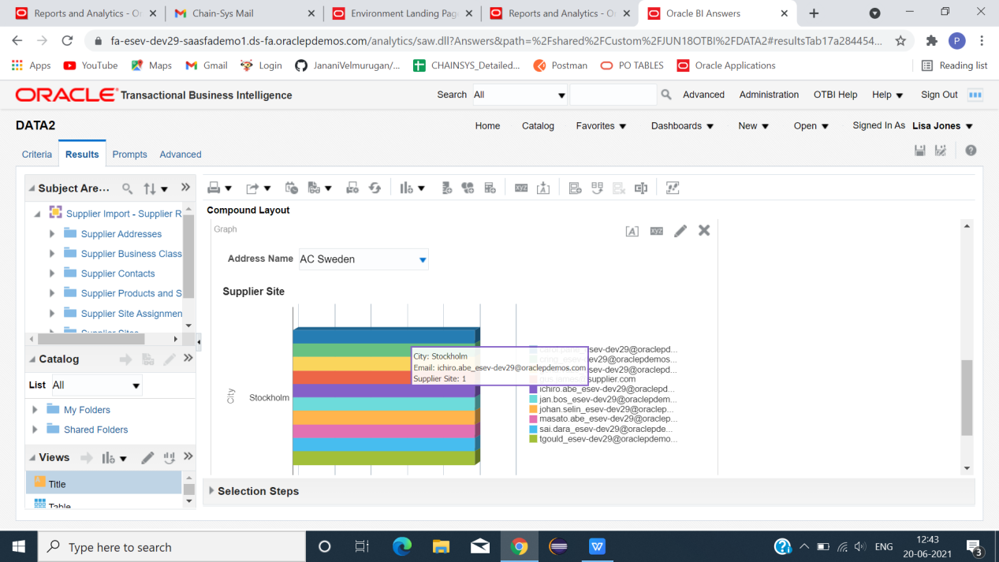 Reports and Analytics - O
Chain-Sys Mail
Environment Landing Pag
Reports and Analytics - O
Oracle BI Answers
fa-esev-dev29-saasfademo1.ds-fa.oraclepdemos.com/analytics/saw.dll?Answers&path=%2Fshared%2FCustom%2FJUN18OTBI%2FDATA2#resultsTab17a284454...
P
Apps
YouTube
Maps
Gmail
Login
JananiVelmurugan/...
CHAINSYS_Detailed...
Postman
PO TABLES
Oracle Applications
Reading list
ORACLE Transactional Business Intelligence
Search All
Advanced
Administration
OTBI Help
Help
Sign Out
DATA2
Home
Catalog
Favorites
Dashboards
New
Open
Signed In As Lisa Jones
Criteria
Results
Prompts
Advanced
Subject Are...
Supplier Import - Supplier R
Supplier Addresses
Supplier Business Class
Supplier Contacts
Supplier Products and S
Supplier Site Assignmen
Supplier Sites
Catalog
List All
My Folders
Shared Folders
Views
Title
Table
Compound Layout
Graph
Address Name AC Sweden
Supplier Site
City
Stockholm
City: Stockholm
Email: ichiro.abe_esev-dev29@oraclepdemos.com
Supplier Site: 1
esev-dev29@oraclepd...
ev-dev29@oraclepdemos...
sev-dev29@oraclepd...
supplier.com
ichiro.abe_esev-dev29@oraclepd...
jan.bos_esev-dev29@oraclepdem...
johan.selin_esev-dev29@oraclep...
masato.abe_esev-dev29@oraclep...
sai.dara_esev-dev29@oraclepde...
tgould_esev-dev29@oraclepdemo...
Selection Steps
Type here to search
W
ENG
12:43
20-06-2021
3